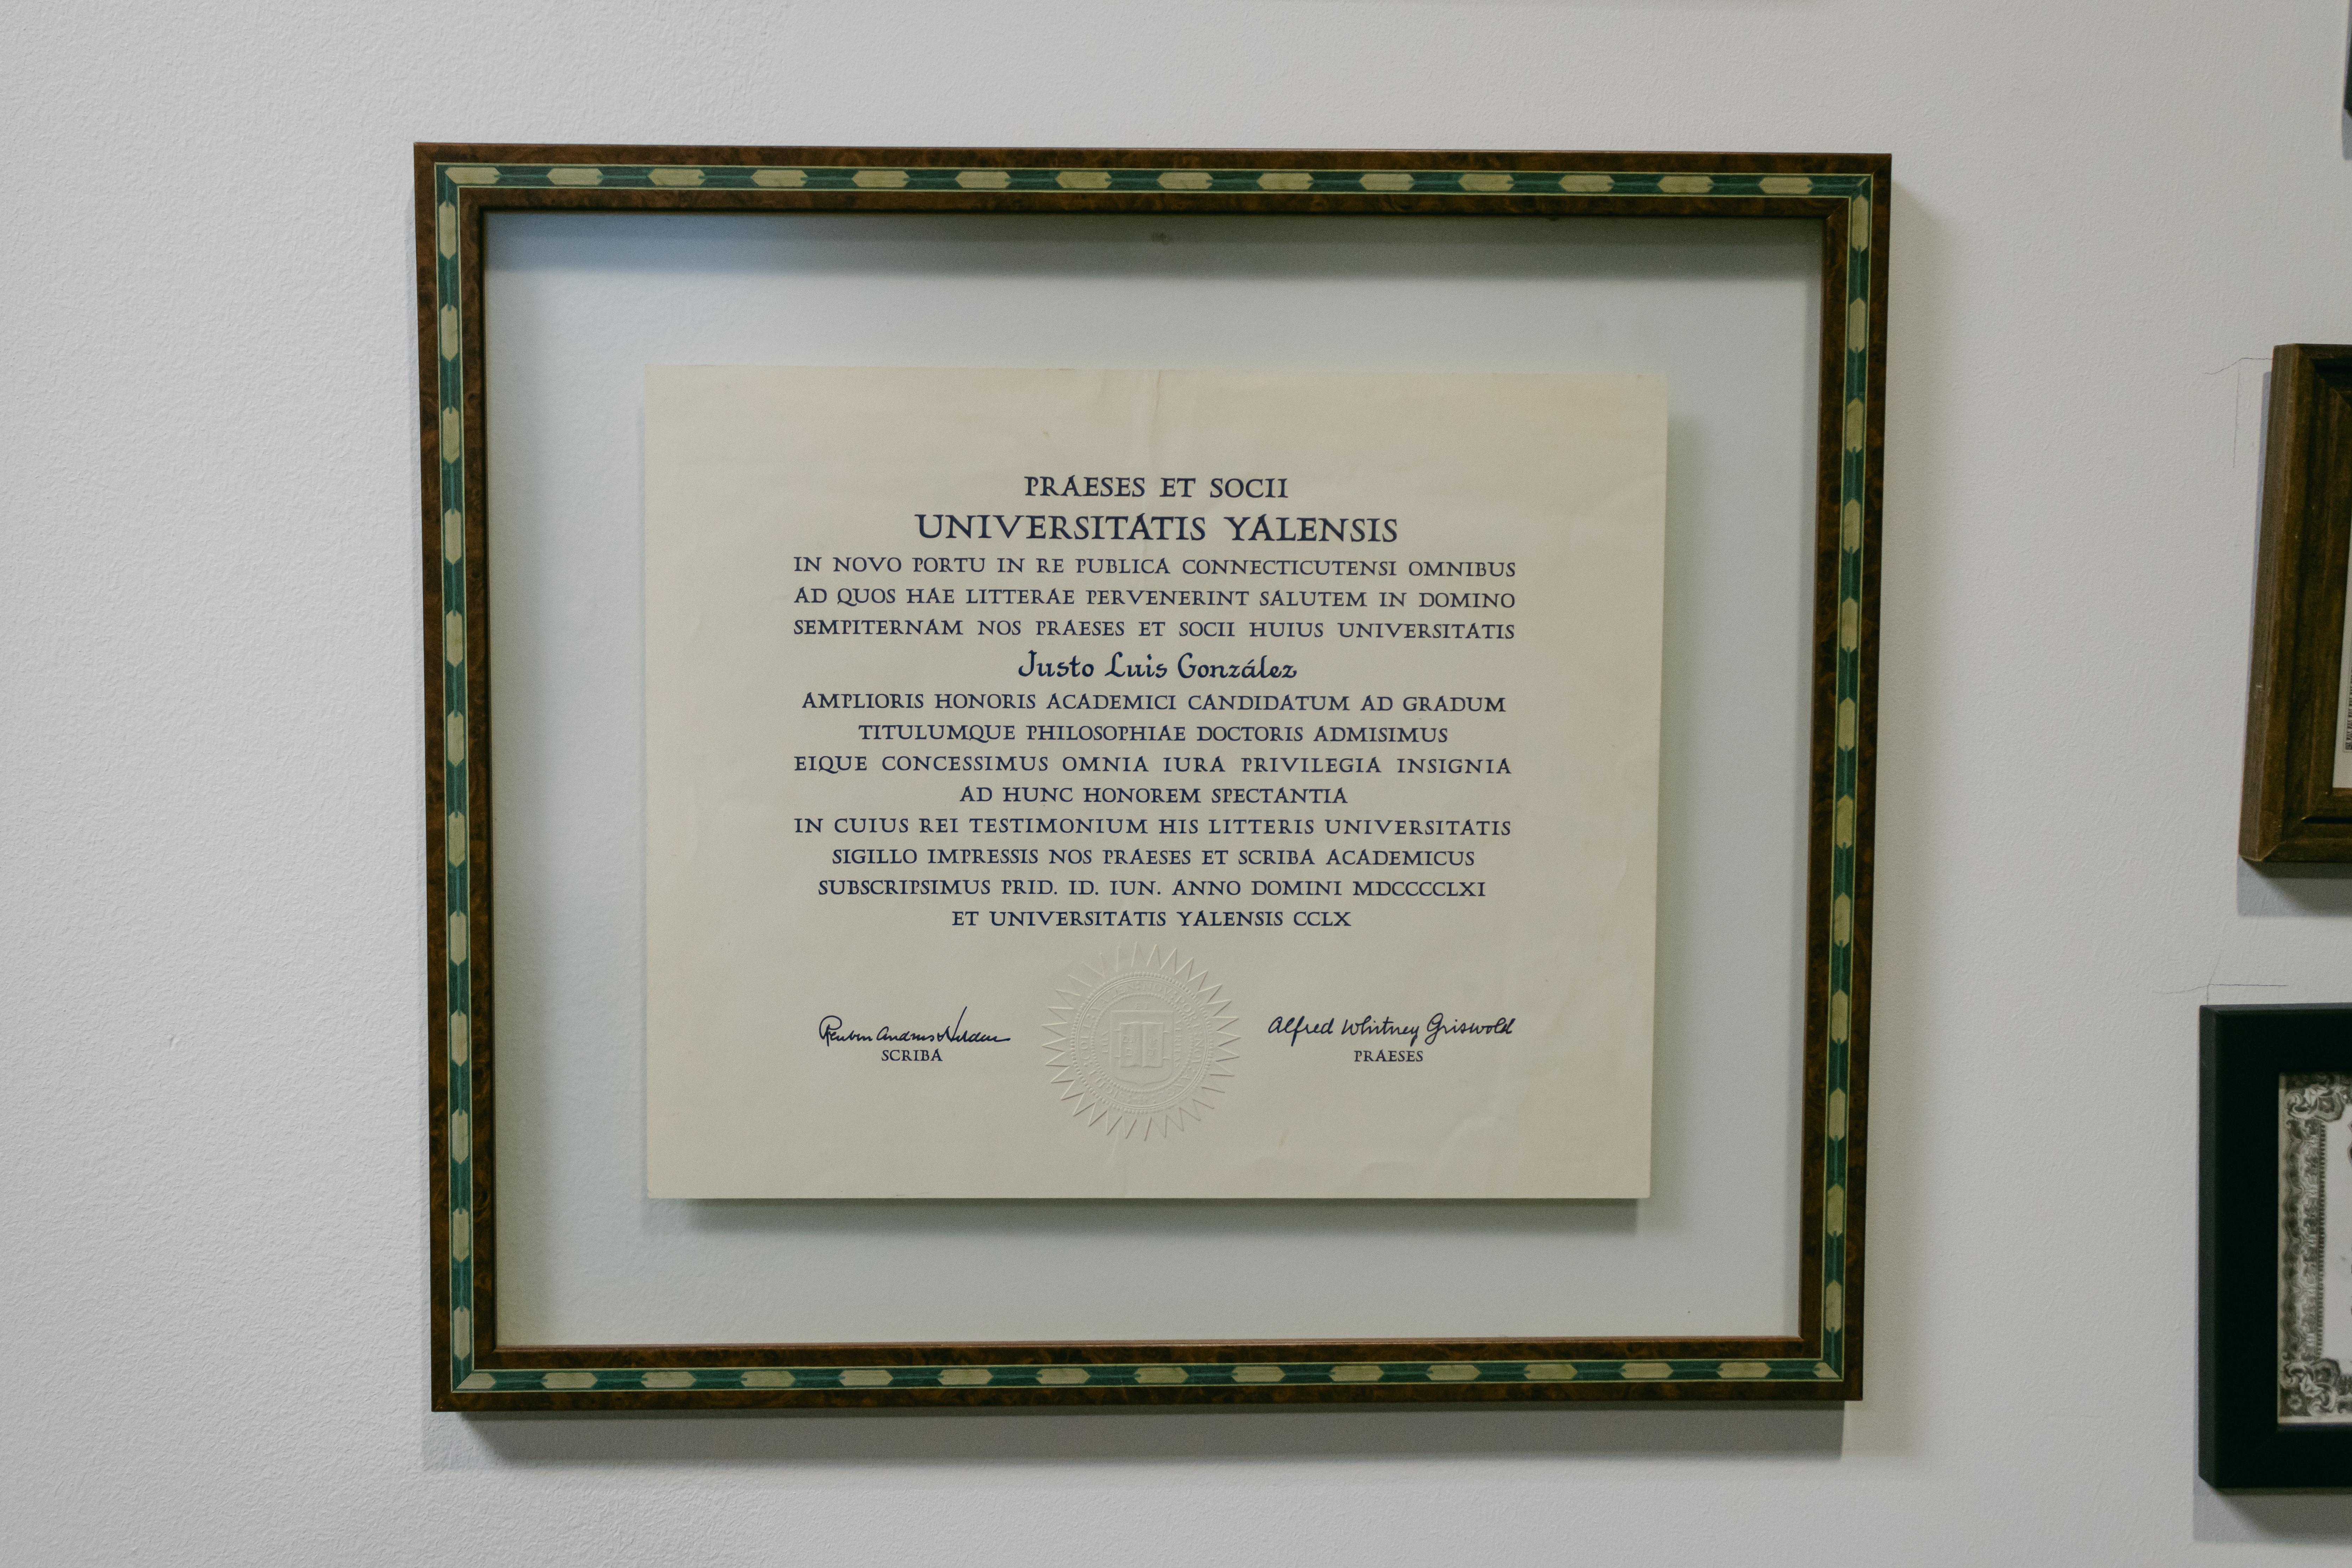 PRAESES ET SOCII
UNIVERSITATIS YALENSIS
IN NOVO PORTU IN RE PUBLICA CONNECTICUTENSI OMNIBUS
AD QUOS HAE LITTERAE PERVENERINT SALUTEM IN DOMINO
SEMPITERNAM NOS PRAESES ET SOCII HUIUS UNIVERSITATIS
Justo Luis González
AMPLIORIS HONORIS ACADEMICI CANDIDATUM AD GRADUM
TITULUMQUE PHILOSOPHIAE DOCTORIS ADMISIMUS
EIQUE CONCESSIMUS OMNIA IURA PRIVILEGIA INSIGNIA
AD HUNC HONOREM SPECTANTIA
IN CUIUS REI TESTIMONIUM HIS LITTERIS UNIVERSITATIS
SIGILLO IMPRESSIS NOS PRAESES ET SCRIBA ACADEMICUS
SUBSCRIPSIMUS PRID. ID. IUN. ANNO DOMINI MDCCCCLXI
ET UNIVERSITATIS YALENSIS CCLX
Reuben Andrus Holden Alfred Whitney Griswold
SCRIBA PRAESES